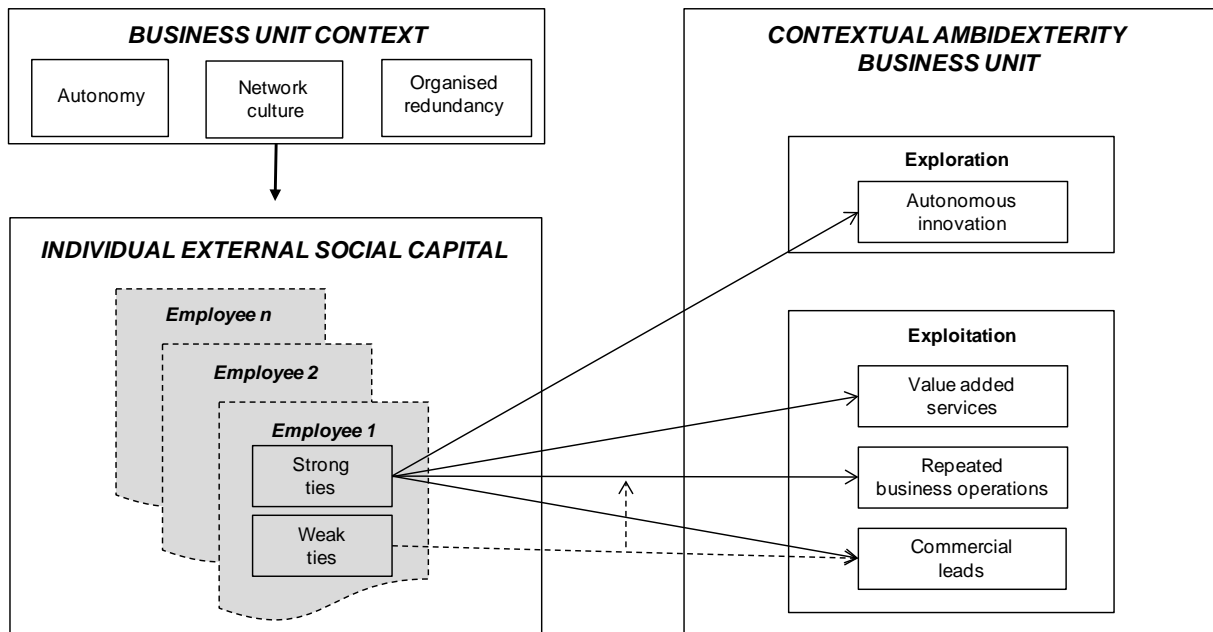 BUSINESS UNIT CONTEXT
Autonomy
Network
culture
Organised
redundancy
INDIVIDUAL EXTERNAL SOCIAL CAPITAL
Employee n
Employee 2
Employee 1
Strong
ties
Weak
ties
CONTEXTUAL AMBIDEXTERITY
BUSINESS UNIT
Exploration
Autonomous
innovation
Exploitation
Value added
services
Repeated
business operations
Commercial
leads